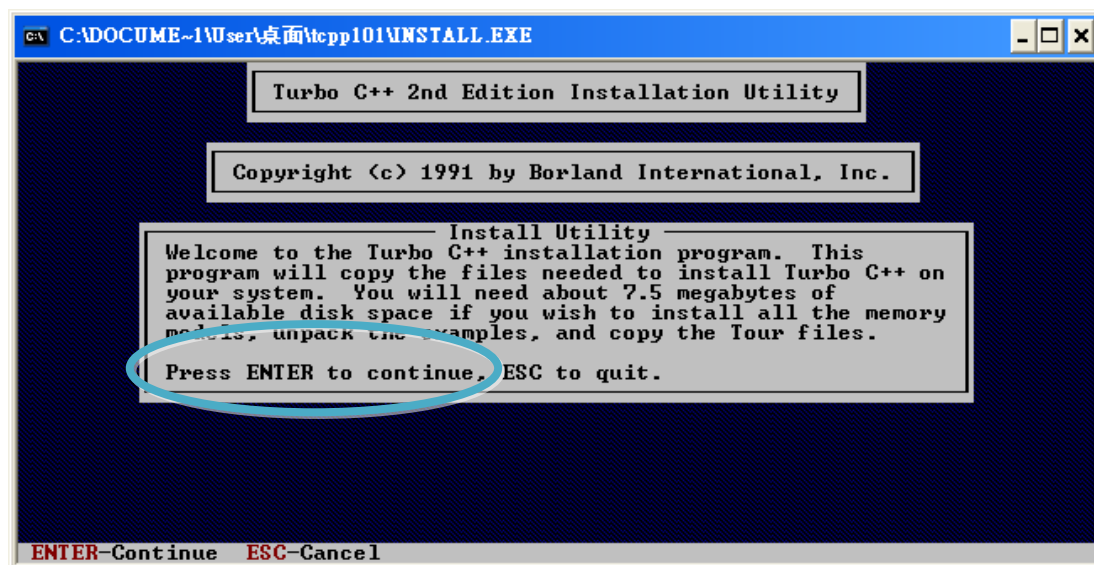 C:\DOCUME~1\User\桌面\tcpp101\INSTALL.EXE
Turbo C++ 2nd Edition Installation Utility
Copyright (c) 1991 by Borland International, Inc.
Install Utility
Welcome to the Turbo C++ installation program. This
program will copy the files needed to install Turbo C++ on
your system. You will need about 7.5 megabytes of
available disk space if you wish to install all the memory
models, unpack the examples, and copy the Tour files.
Press ENTER to continue, ESC to quit.
ENTER-Continue ESC-Cancel